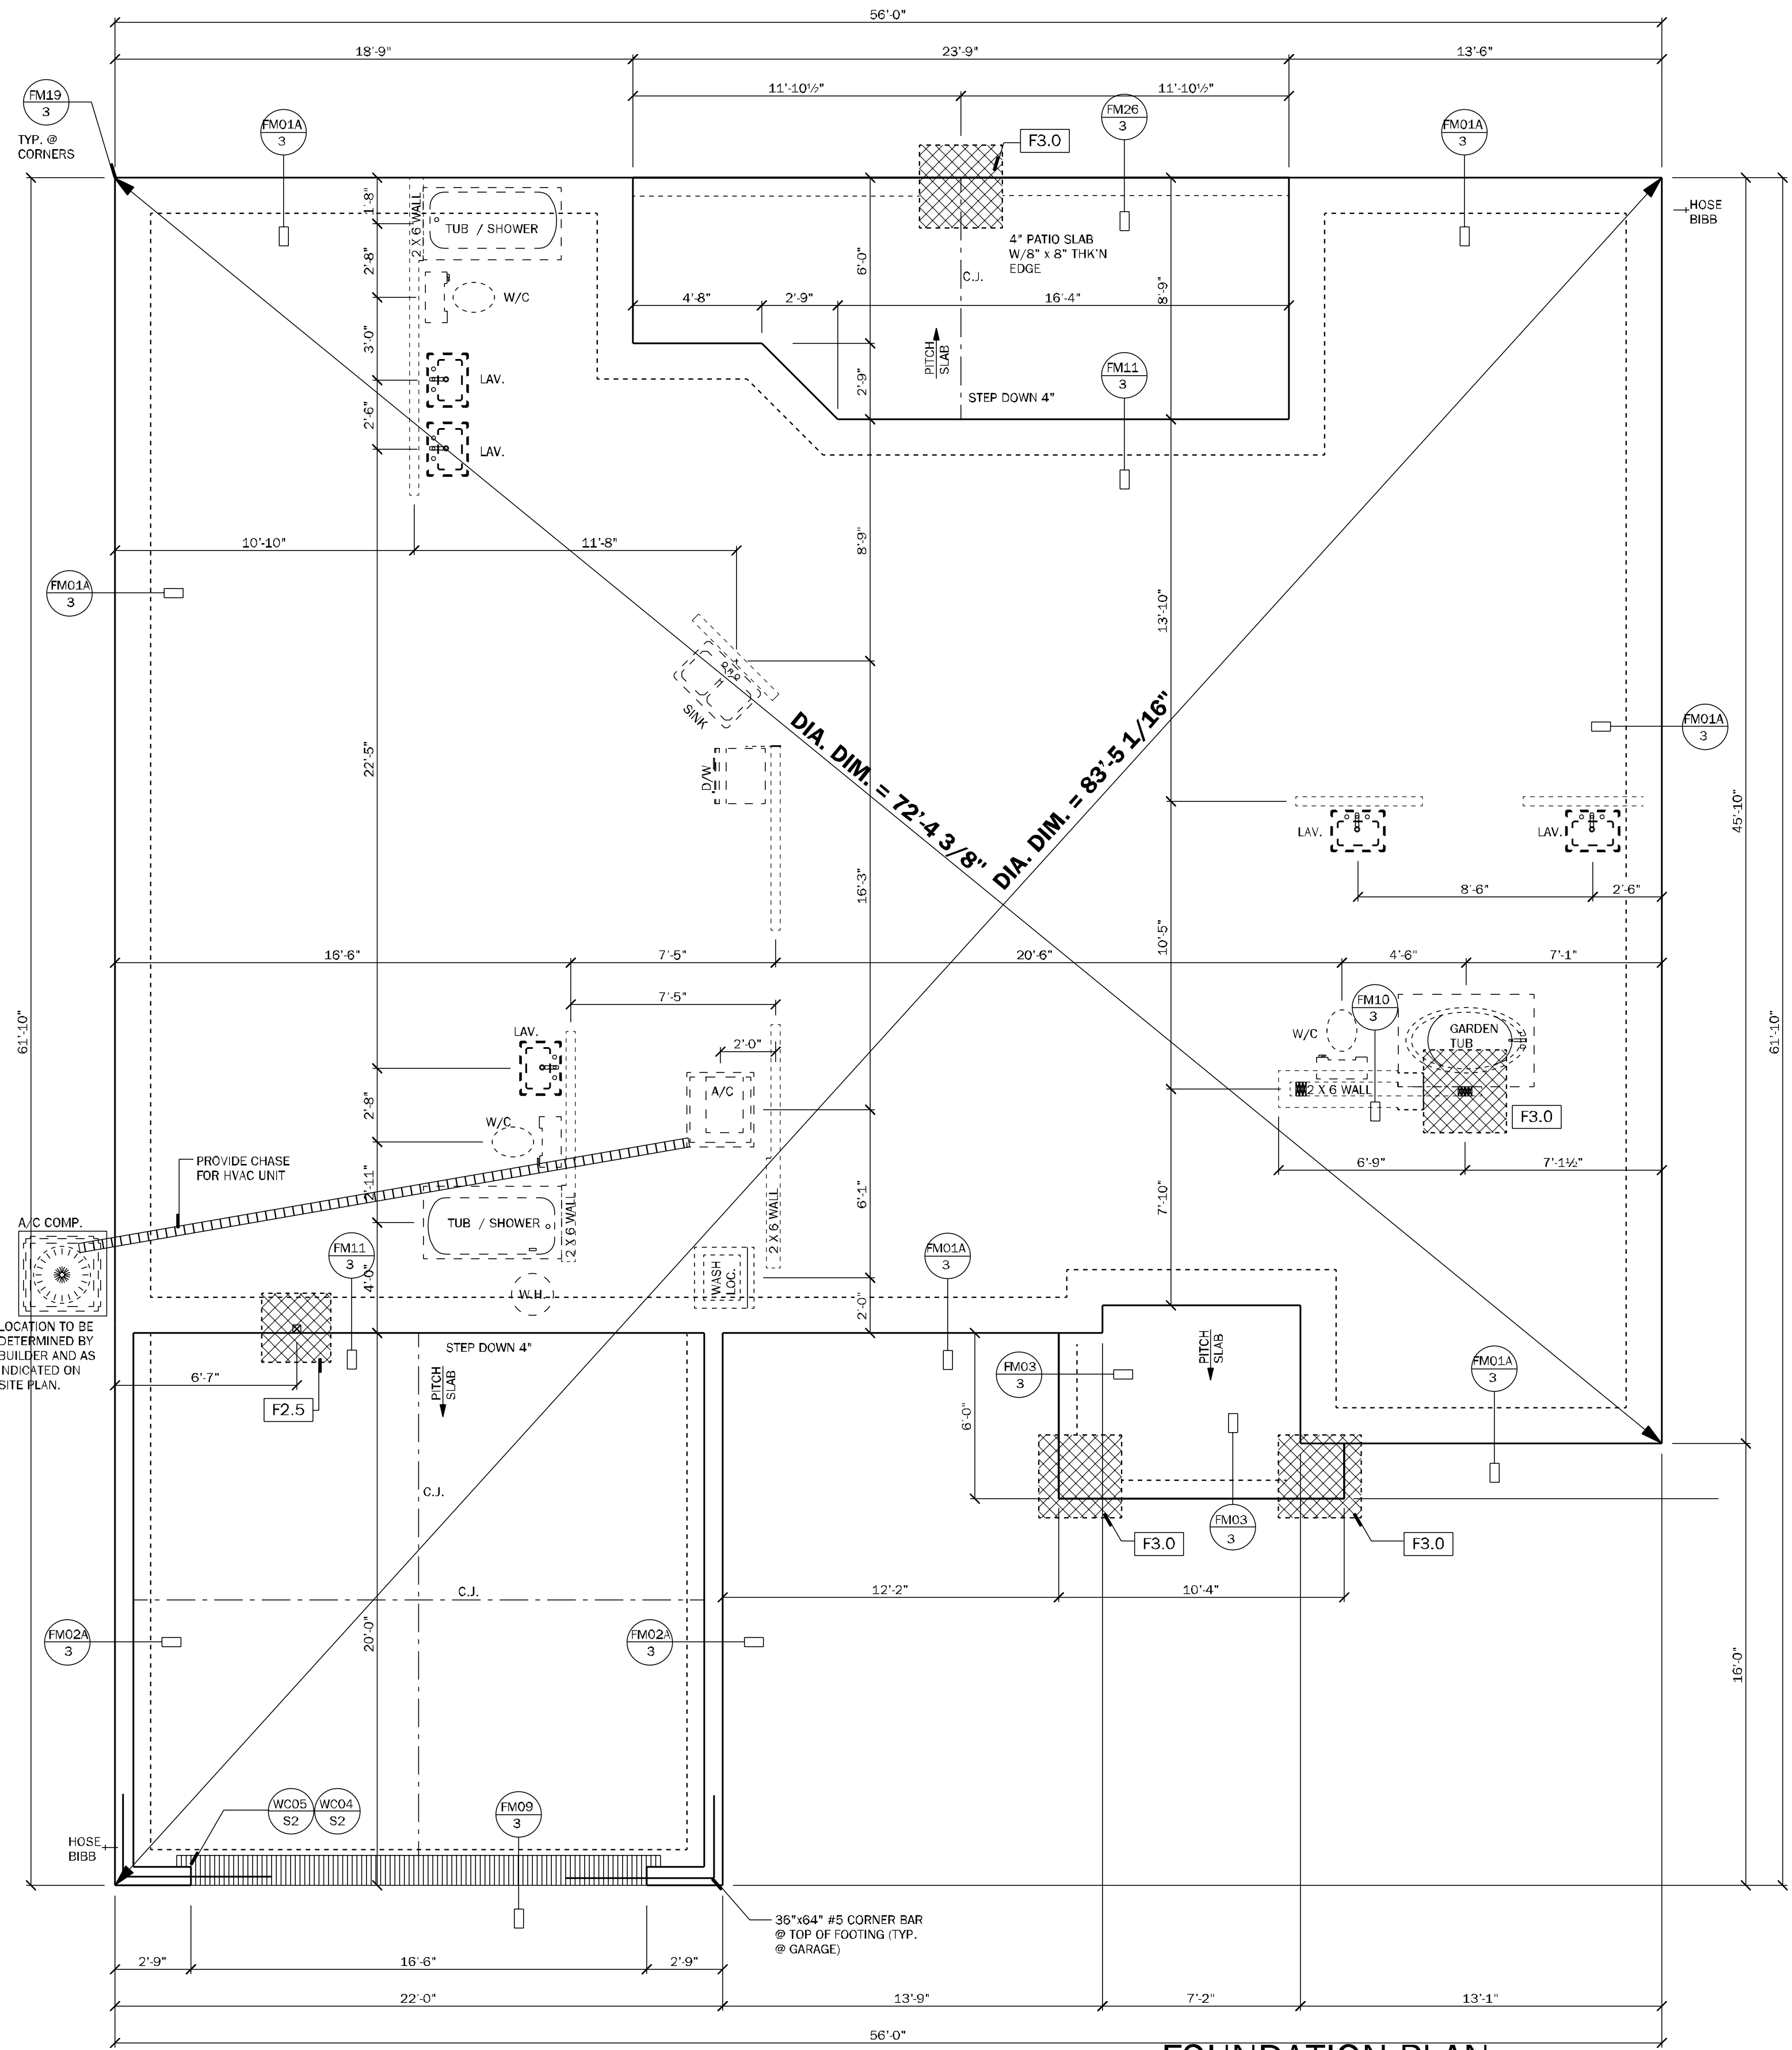 56'-0"
18'-9"
23'-9"
13'-6"
11'-10½"
11'-10½"
FM19
3
TYP. @
CORNERS
FM01A
3
FM26
3
F3.0
FM01A
3
HOSE
BIBB
1'-8"
2 X 6 WALL
TUB / SHOWER
2'-8"
W/C
3'-0"
LAV.
2'-6"
LAV.
6'-0"
4" PATIO SLAB
W/8" x 8" THK'N
EDGE
C.J.
8'-9"
4'-8"
2'-9"
16'-4"
PITCH
SLAB
2'-9"
STEP DOWN 4"
FM11
3
10'-10"
11'-8"
8'-9"
FM01A
3
13'-10"
SINK
D/W
22'-5"
DIA. DIM. = 72'-4 3/8"
DIA. DIM. = 83'-5 1/16"
FM01A
3
45'-10"
LAV.
LAV.
16'-3"
8'-6"
2'-6"
10'-5"
16'-6"
7'-5"
20'-6"
4'-6"
7'-1"
7'-5"
61'-10"
61'-10"
LAV.
2'-0"
A/C
FM10
3
W/C
GARDEN
TUB
2 X 6 WALL
F3.0
2'-8"
W/C
PROVIDE CHASE
FOR HVAC UNIT
2'-11"
6'-9"
7'-1½"
6'-1"
7'-10"
A/C COMP.
TUB / SHOWER
2 X 6 WALL
2 X 6 WALL
FM11
3
4'-0"
W.H.
WASH
LOC.
FM01A
3
2'-0"
LOCATION TO BE
DETERMINED BY
BUILDER AND AS
INDICATED ON
SITE PLAN.
STEP DOWN 4"
PITCH
SLAB
6'-7"
F2.5
FM03
3
PITCH
SLAB
FM01A
3
6'-0"
C.J.
F3.0
FM03
3
F3.0
C.J.
12'-2"
10'-4"
FM02A
3
20'-0"
FM02A
3
16'-0"
WC05
S2
WC04
S2
FM09
3
HOSE
BIBB
36"x64" #5 CORNER BAR
@ TOP OF FOOTING (TYP.
@ GARAGE)
2'-9"
16'-6"
2'-9"
22'-0"
13'-9"
7'-2"
13'-1"
56'-0"
FOUNDATION PLAN